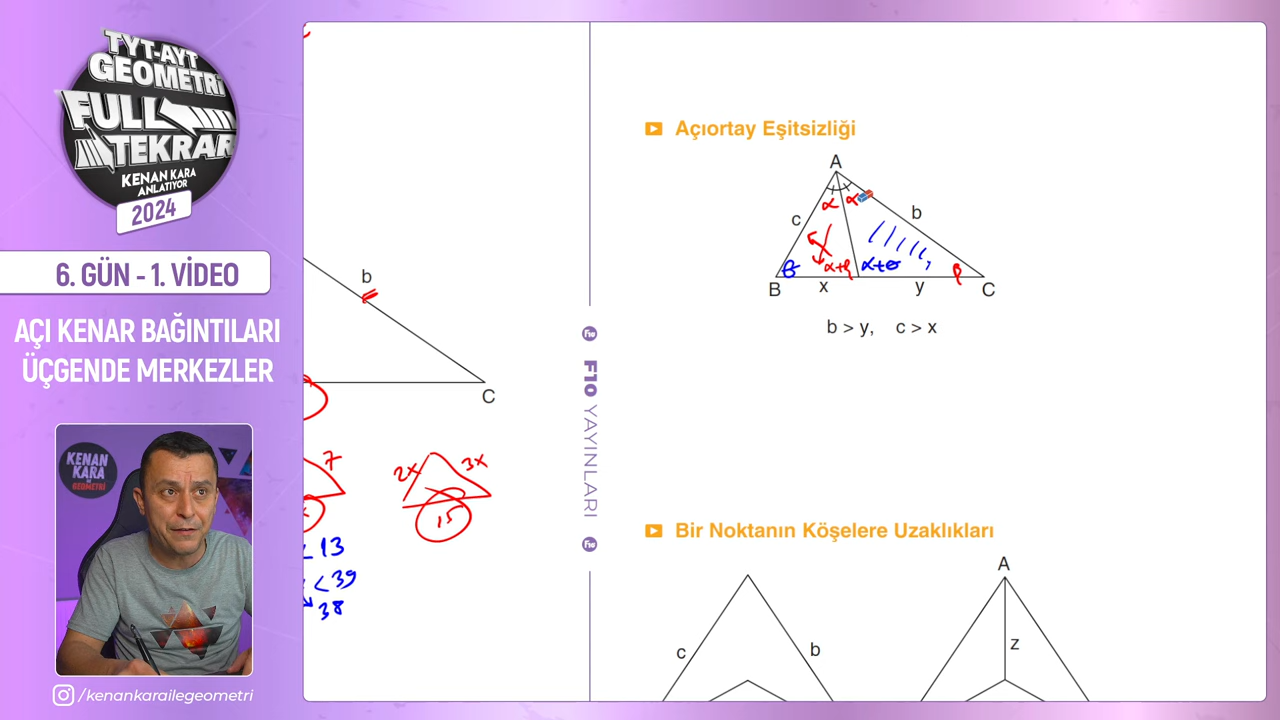 TYT-AYT
GEOMETRİ
FULL
TEKRAR
KENAN KARA
ANLATIYOR
2024
6. GÜN - 1. VİDEO
AÇI KENAR BAĞINTILARI
ÜÇGENDE MERKEZLER
KENAN
KARA
GEOMETRİ
/kenankarailegeometri
b
C
7
2x
3x
15
< 13
< 39
38
F10
F10 YAYINLARI
F10
Açıortay Eşitsizliği
A
α α
c
b
α+θ
B
x
y
C
b > y, c > x
Bir Noktanın Köşelere Uzaklıkları
c
b
A
z